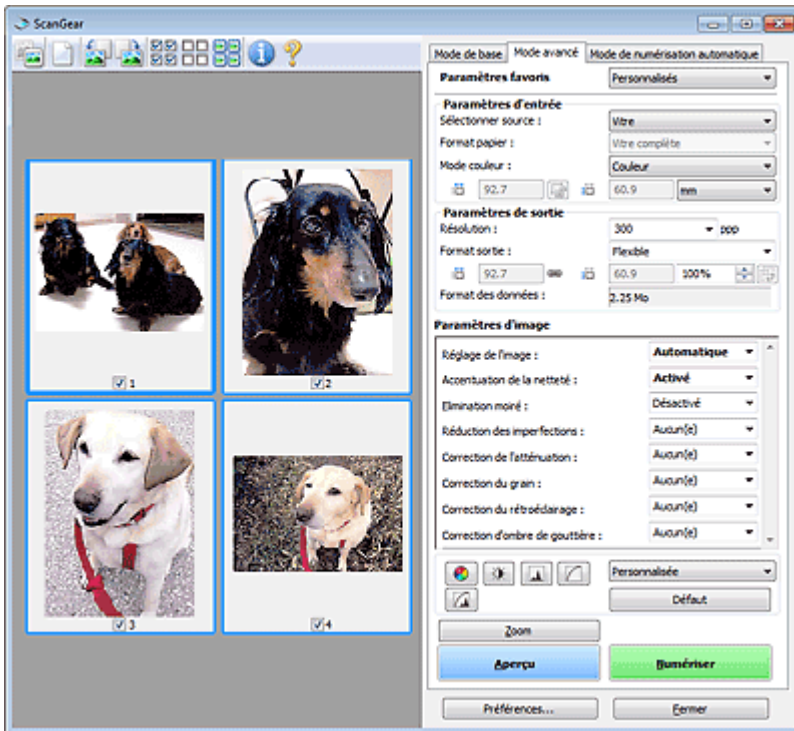 ScanGear
Mode de base Mode avancé Mode de numérisation automatique
Paramètres favoris Personnalisés
Paramètres d'entrée
Sélectionner source : Vitre
Format papier : Vitre complète
Mode couleur : Couleur
92.7 60.9 mm
Paramètres de sortie
Résolution : 300 ppp
Format sortie : Flexible
92.7 60.9 100%
Format des données : 2.25 Mo
Paramètres d'image
Réglage de l'image : Automatique
Accentuation de la netteté : Activé
Elimination moiré : Désactivé
Réduction des imperfections : Aucun(e)
Correction de l'atténuation : Aucun(e)
Correction du grain : Aucun(e)
Correction du rétroéclairage : Aucun(e)
Correction d'ombre de gouttière : Aucun(e)
Personnalisée
Défaut
Zoom
Aperçu Numériser
Préférences... Fermer
1 2
3 4